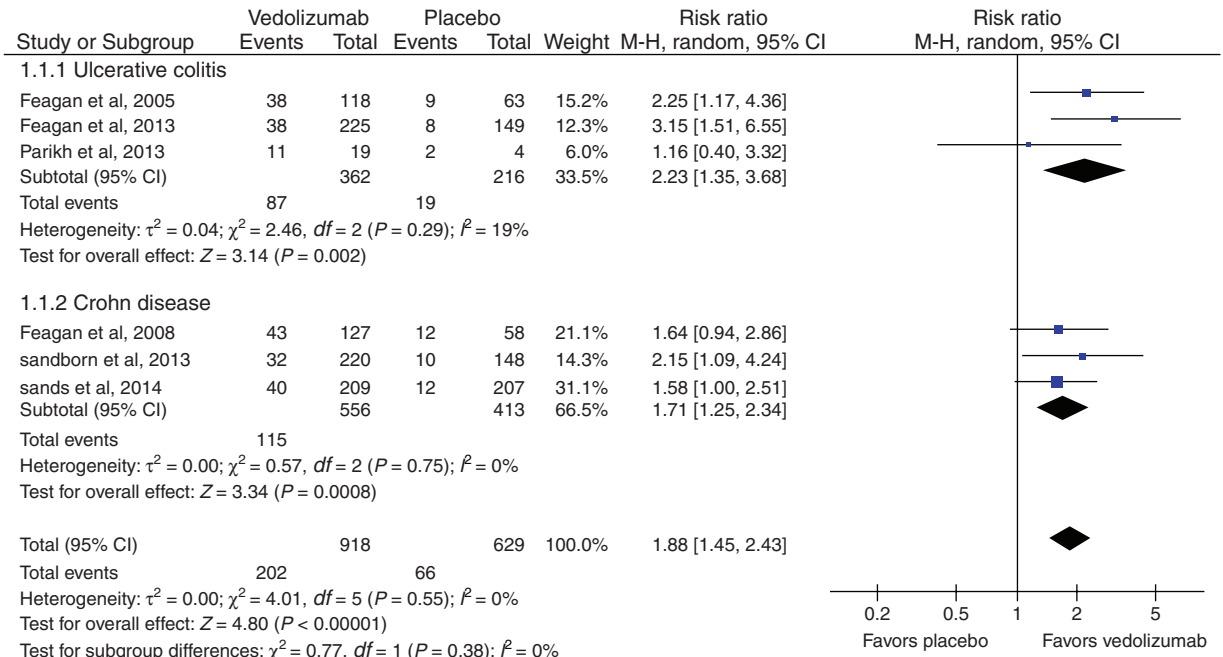 Vedolizumab Placebo Risk ratio Risk ratio
Study or Subgroup Events Total Events Total Weight M-H, random, 95% CI M-H, random, 95% CI
1.1.1 Ulcerative colitis
Feagan et al, 2005 38 118 9 63 15.2% 2.25 [1.17, 4.36]
Feagan et al, 2013 38 225 8 149 12.3% 3.15 [1.51, 6.55]
Parikh et al, 2013 11 19 2 4 6.0% 1.16 [0.40, 3.32]
Subtotal (95% CI) 362 216 33.5% 2.23 [1.35, 3.68]
Total events 87 19
Heterogeneity: τ² = 0.04; χ² = 2.46, df = 2 (P = 0.29); I² = 19%
Test for overall effect: Z = 3.14 (P = 0.002)
1.1.2 Crohn disease
Feagan et al, 2008 43 127 12 58 21.1% 1.64 [0.94, 2.86]
sandborn et al, 2013 32 220 10 148 14.3% 2.15 [1.09, 4.24]
sands et al, 2014 40 209 12 207 31.1% 1.58 [1.00, 2.51]
Subtotal (95% CI) 556 413 66.5% 1.71 [1.25, 2.34]
Total events 115
Heterogeneity: τ² = 0.00; χ² = 0.57, df = 2 (P = 0.75); I² = 0%
Test for overall effect: Z = 3.34 (P = 0.0008)
Total (95% CI) 918 629 100.0% 1.88 [1.45, 2.43]
Total events 202 66
Heterogeneity: τ² = 0.00; χ² = 4.01, df = 5 (P = 0.55); I² = 0%
Test for overall effect: Z = 4.80 (P < 0.00001)
Test for subgroup differences: χ² = 0.77, df = 1 (P = 0.38); I² = 0%
0.2 0.5 1 2 5
Favors placebo Favors vedolizumab